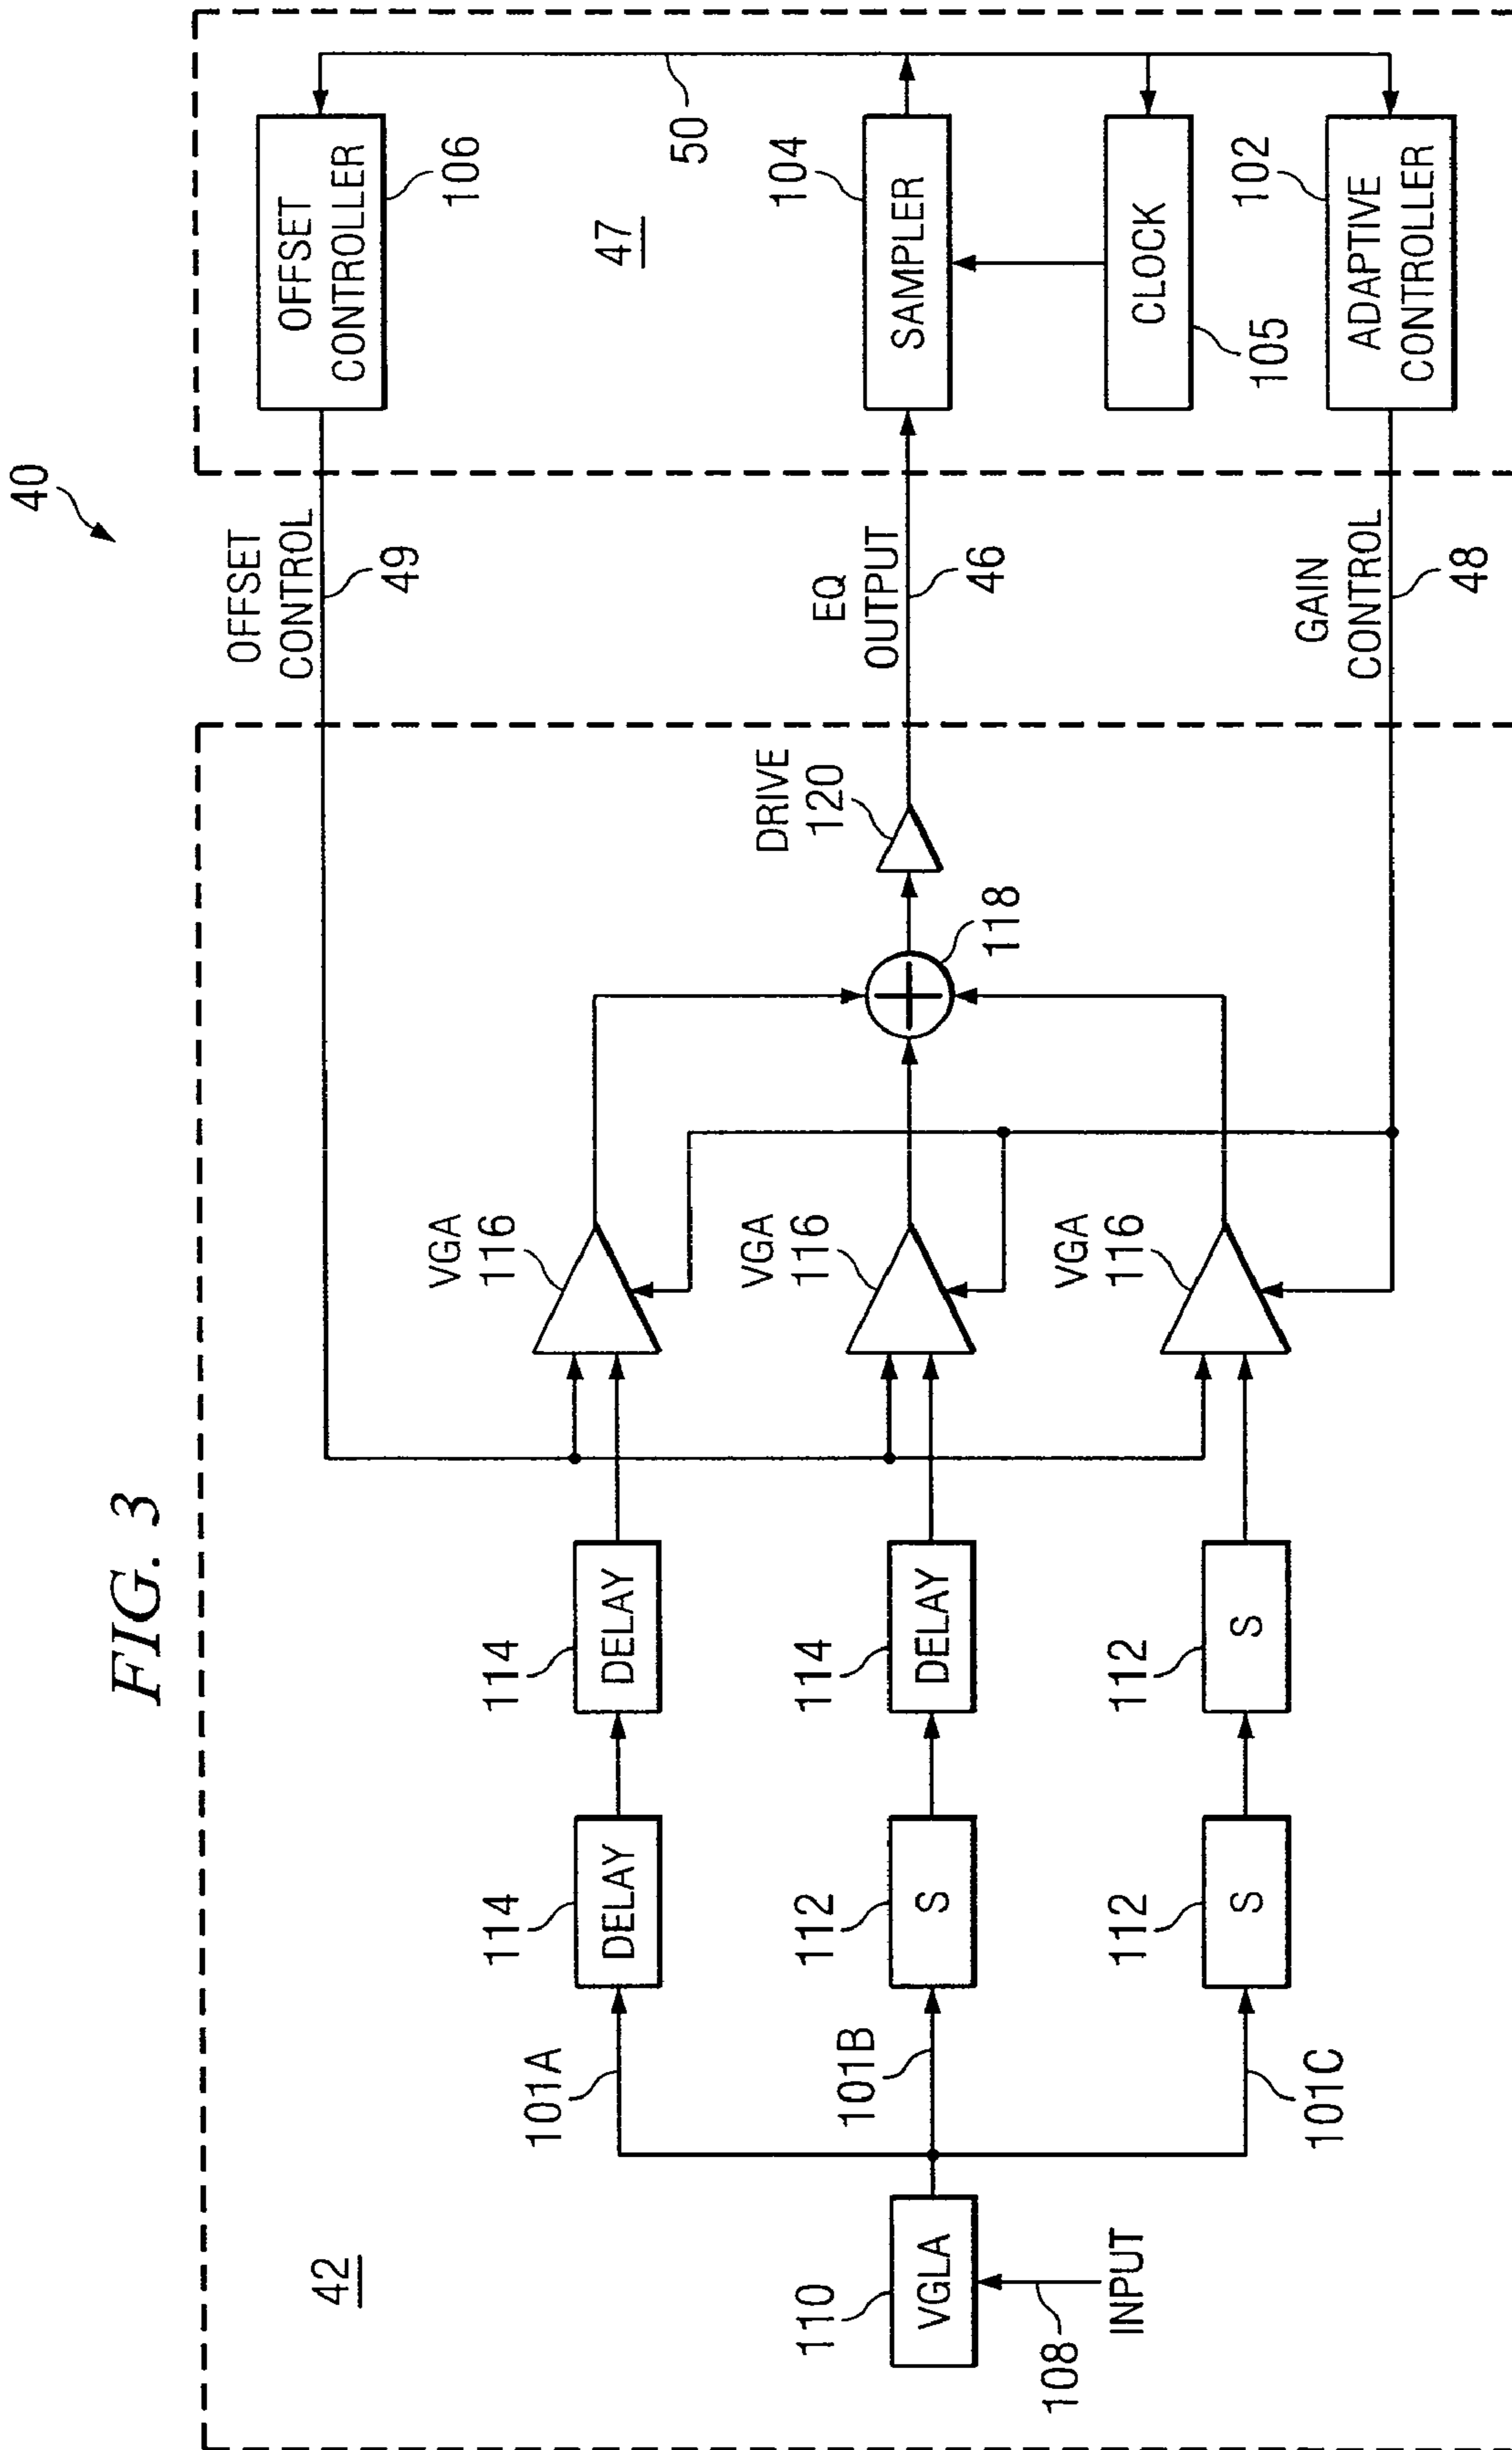 FIG. 3
40
42
47
INPUT
108
110
VGLA
101A
101B
101C
114
DELAY
114
DELAY
112
S
114
DELAY
112
S
112
S
VGA
116
VGA
116
VGA
116
118
DRIVE
120
OFFSET
CONTROL
49
EQ
OUTPUT
46
GAIN
CONTROL
48
OFFSET
CONTROLLER
106
50
SAMPLER
104
CLOCK
105
ADAPTIVE
CONTROLLER
102